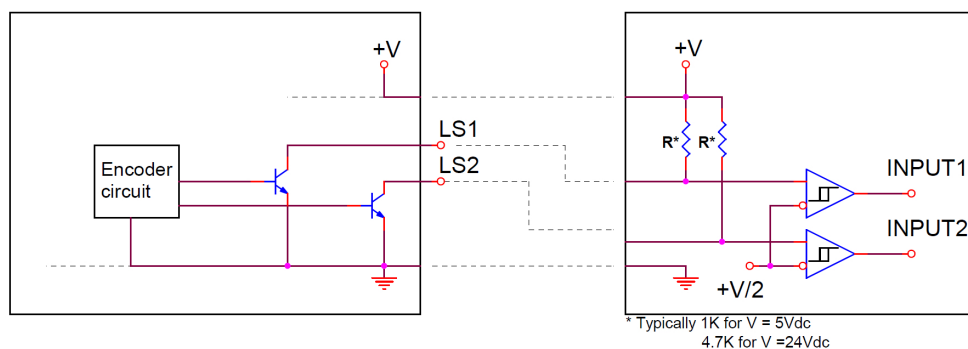 +V
+V
LS1
R*
R*
LS2
Encoder
circuit
INPUT1
INPUT2
+V/2
* Typically 1K for V = 5Vdc
4.7K for V =24Vdc